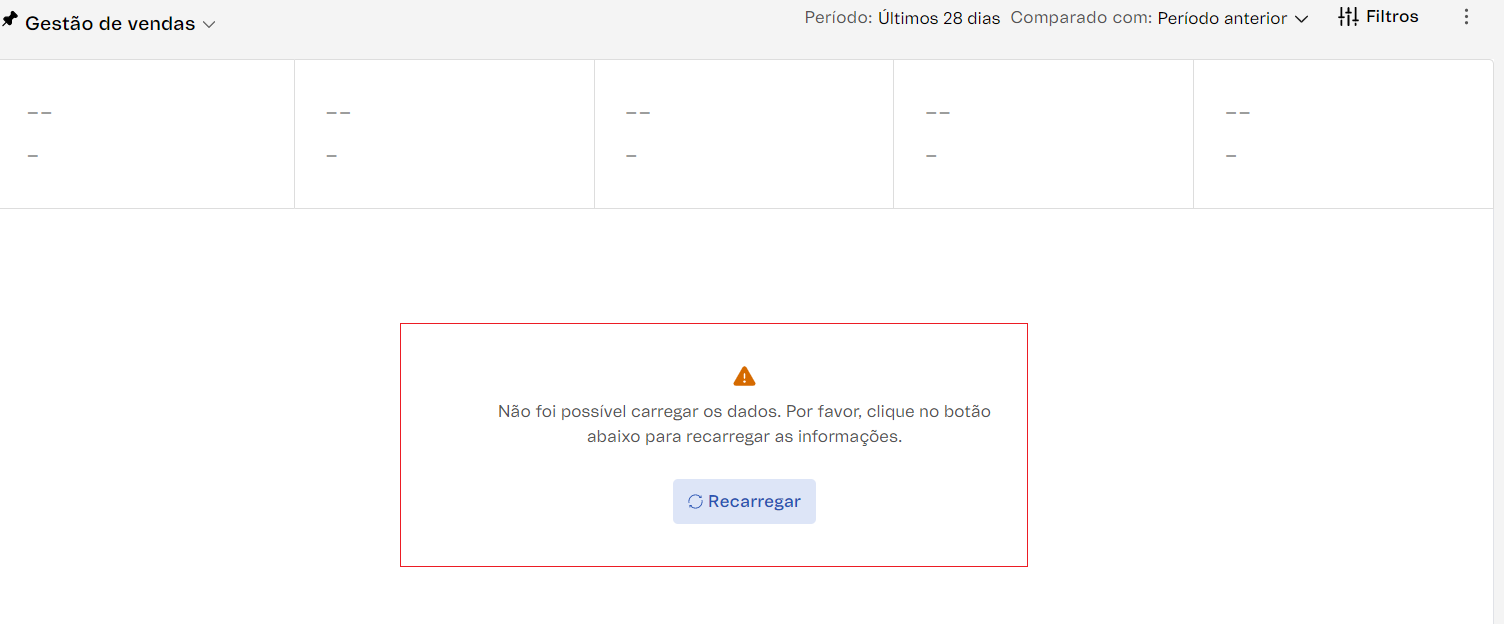 Gestão de vendas
Período: Últimos 28 dias Comparado com: Período anterior Filtros
-- -- -- -- --
- - - - -
Não foi possível carregar os dados. Por favor, clique no botão
abaixo para recarregar as informações.
Recarregar